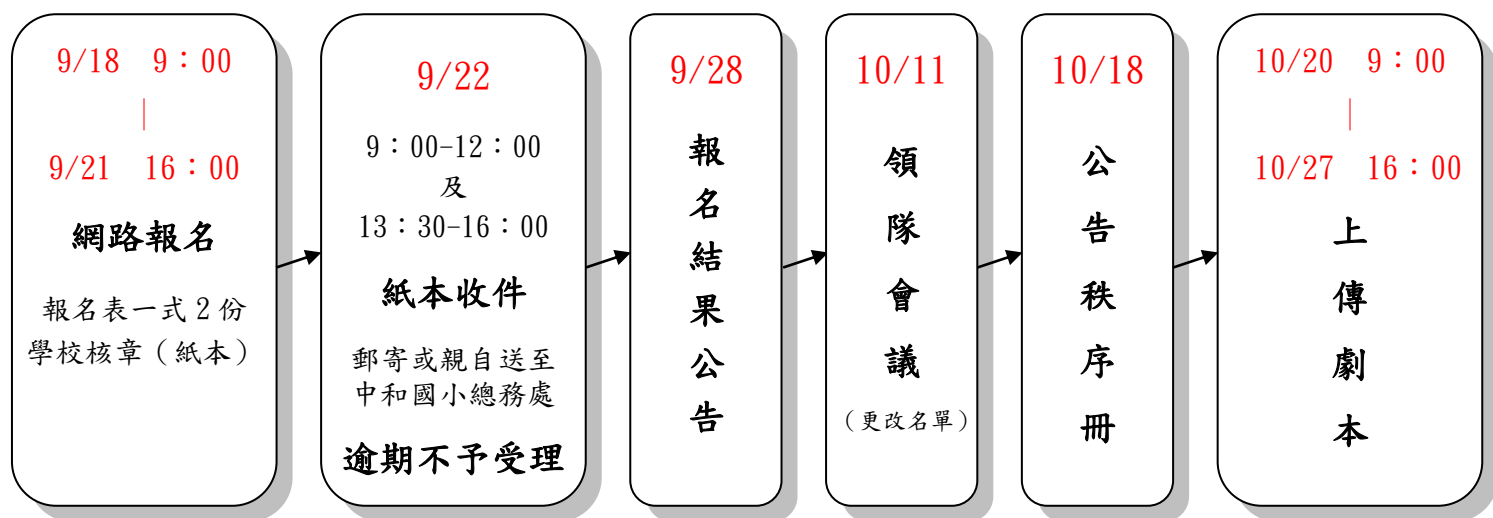 9/18 9：00
|
9/21 16：00
網路報名
報名表一式2份
學校核章（紙本）
9/22
9：00-12：00
及
13：30-16：00
紙本收件
郵寄或親自送至
中和國小總務處
逾期不予受理
9/28
報名結果公告
10/11
領隊會議
（更改名單）
10/18
公告秩序冊
10/20 9：00
|
10/27 16：00
上傳劇本